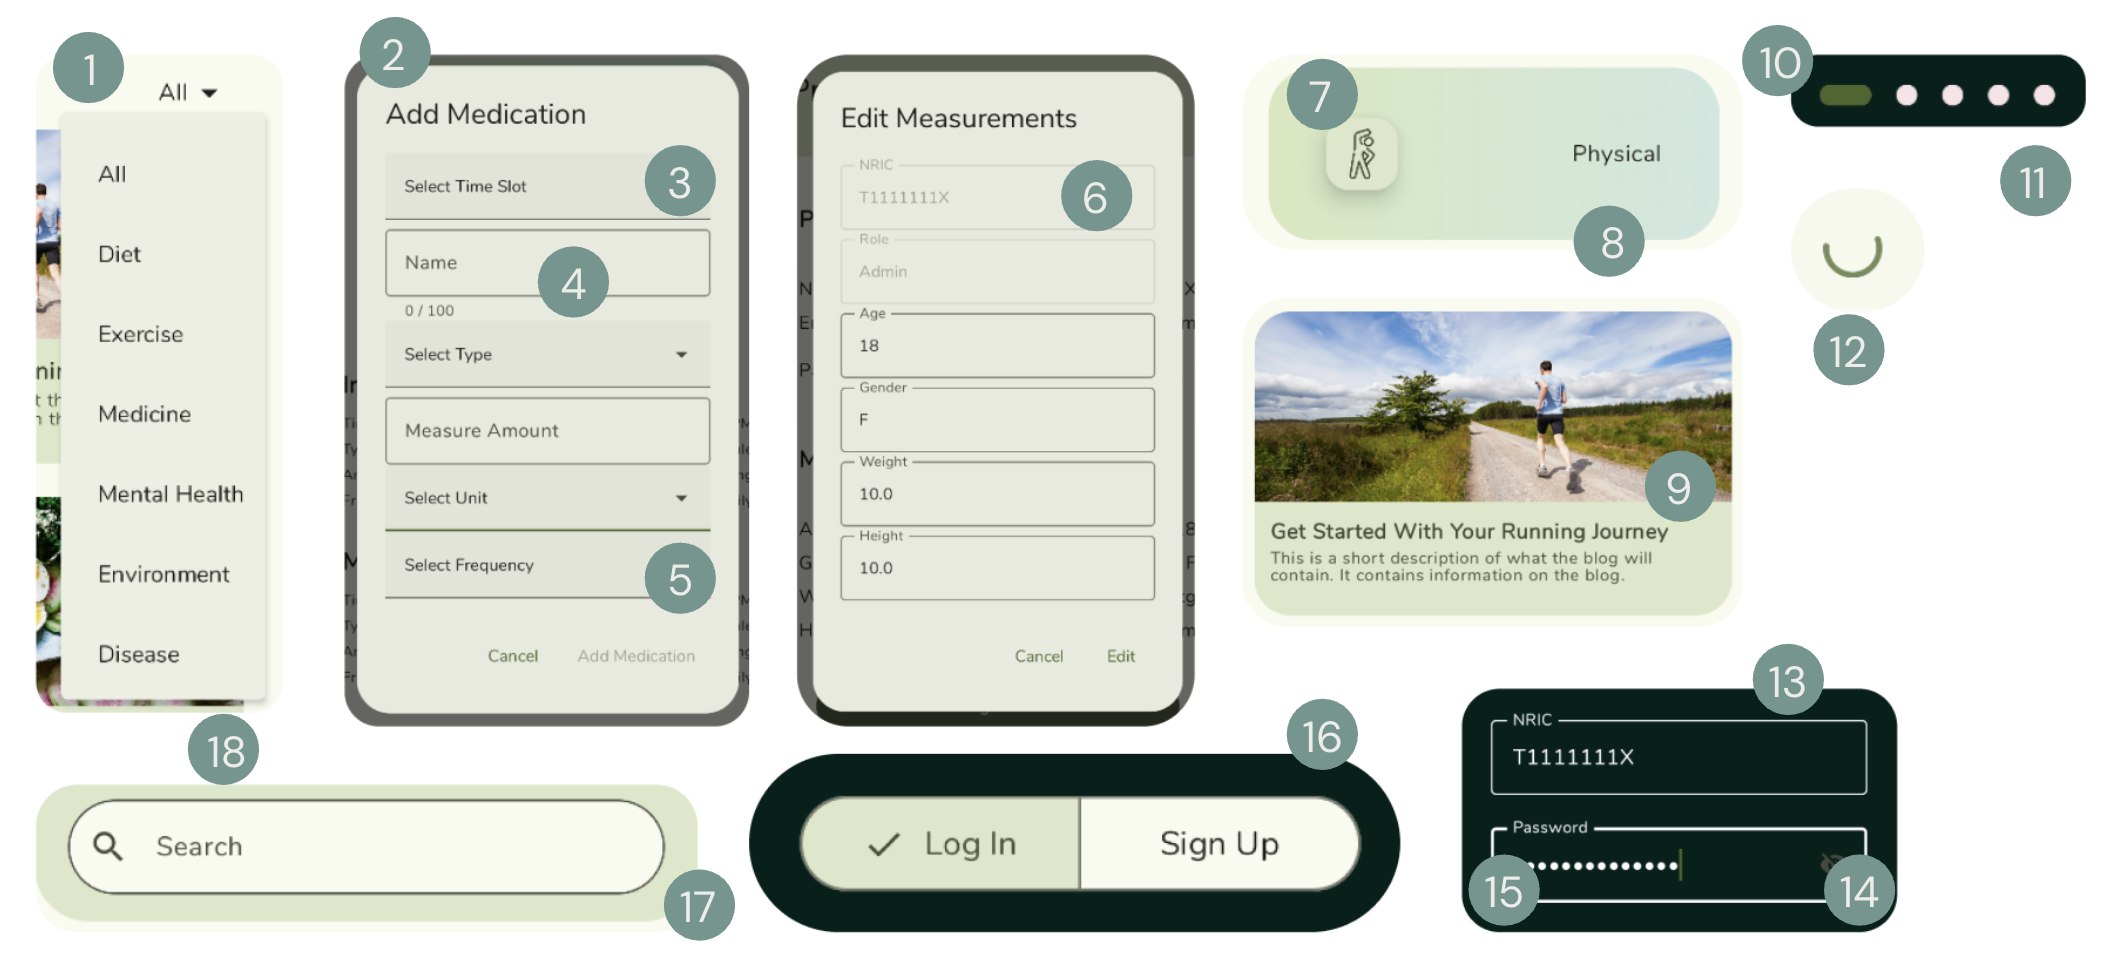 1
All
All
Diet
Exercise
Medicine
Mental Health
Environment
Disease
18
2
Add Medication
Select Time Slot
3
Name
4
0 / 100
Select Type
Measure Amount
Select Unit
Select Frequency
5
Cancel
Add Medication
Edit Measurements
NRIC
T1111111X
6
Role
Admin
Age
18
Gender
F
Weight
10.0
Height
10.0
Cancel
Edit
7
Physical
8
Get Started With Your Running Journey
This is a short description of what the blog will
contain. It contains information on the blog.
9
10
11
12
13
NRIC
T1111111X
Password
15
14
16
Log In
Sign Up
Search
17